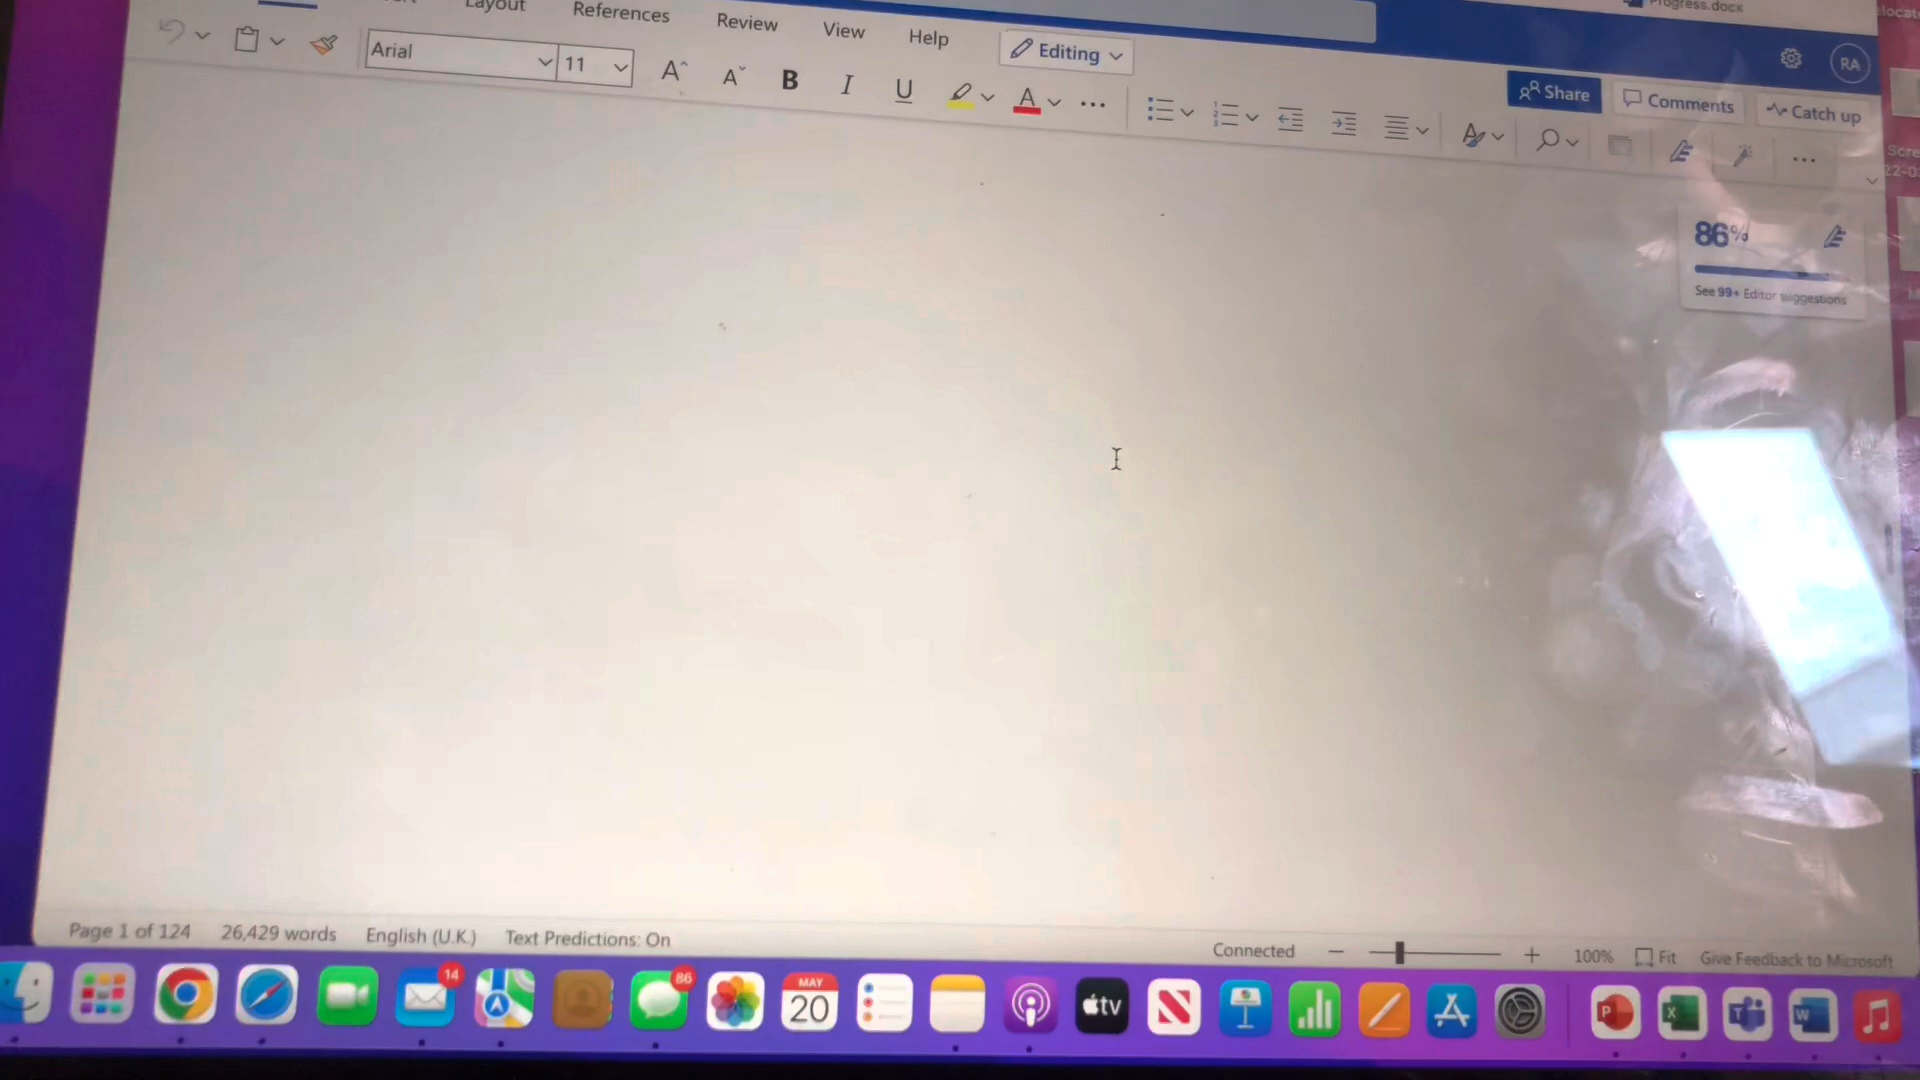 Layout References Review View Help Editing
Progress.docx
RA
Arial 11 A A B I U A
Share Comments Catch up
86%
See 99+ Editor suggestions
Page 1 of 124 26,429 words English (U.K.) Text Predictions: On
Connected 100% Fit Give Feedback to Microsoft
14
86
MAY
20
tv
P X T W